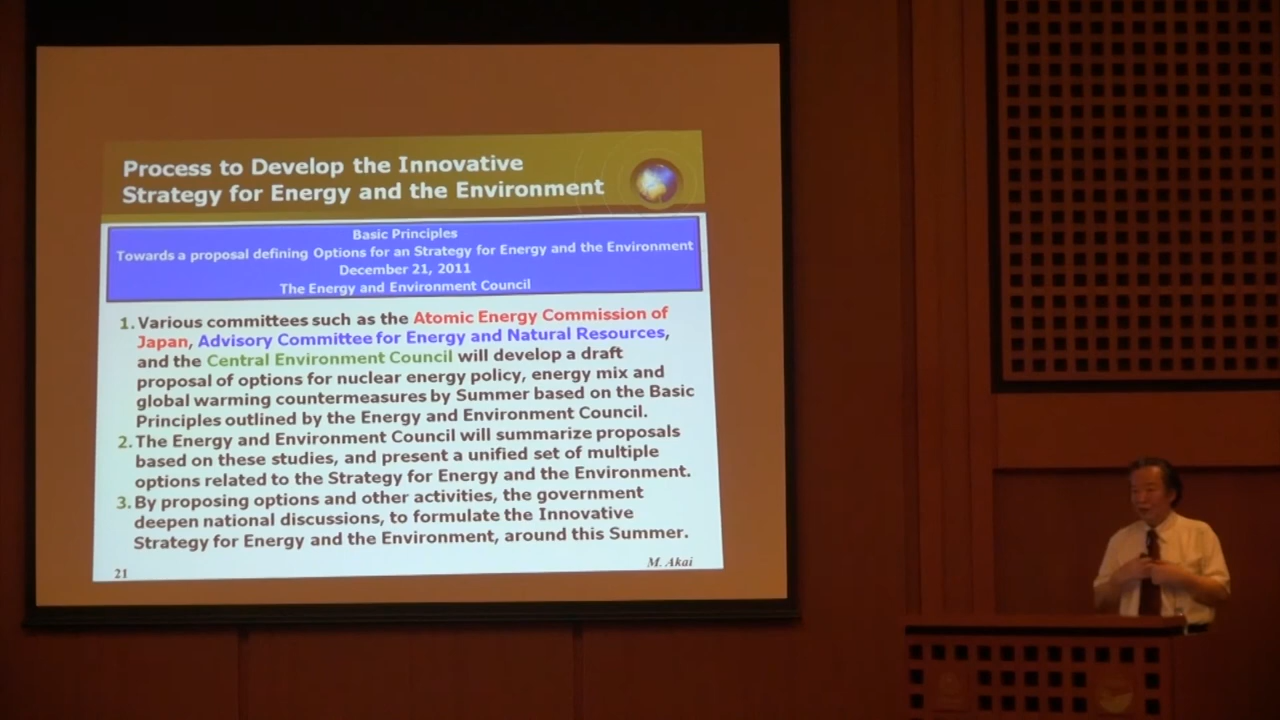 Process to Develop the Innovative
Strategy for Energy and the Environment
Basic Principles
Towards a proposal defining Options for an Strategy for Energy and the Environment
December 21, 2011
The Energy and Environment Council
1. Various committees such as the Atomic Energy Commission of
Japan, Advisory Committee for Energy and Natural Resources,
and the Central Environment Council will develop a draft
proposal of options for nuclear energy policy, energy mix and
global warming countermeasures by Summer based on the Basic
Principles outlined by the Energy and Environment Council.
2. The Energy and Environment Council will summarize proposals
based on these studies, and present a unified set of multiple
options related to the Strategy for Energy and the Environment.
3. By proposing options and other activities, the government
deepen national discussions, to formulate the Innovative
Strategy for Energy and the Environment, around this Summer.
21
M. Akai